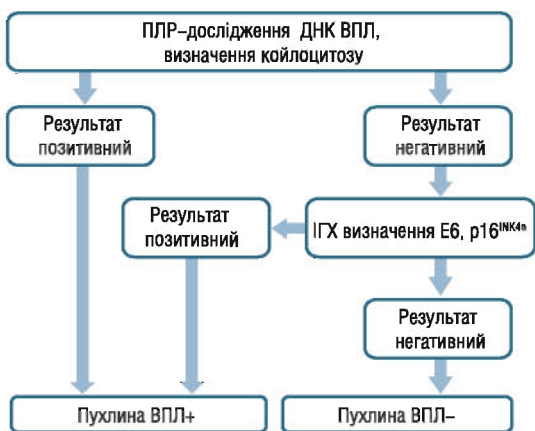 ПЛР–дослідження ДНК ВПЛ,
визначення койлоцитозу
Результат
позитивний
Результат
негативний
Результат
позитивний
ІГХ визначення Е6, р16INK4a
Результат
негативний
Пухлина ВПЛ+
Пухлина ВПЛ–